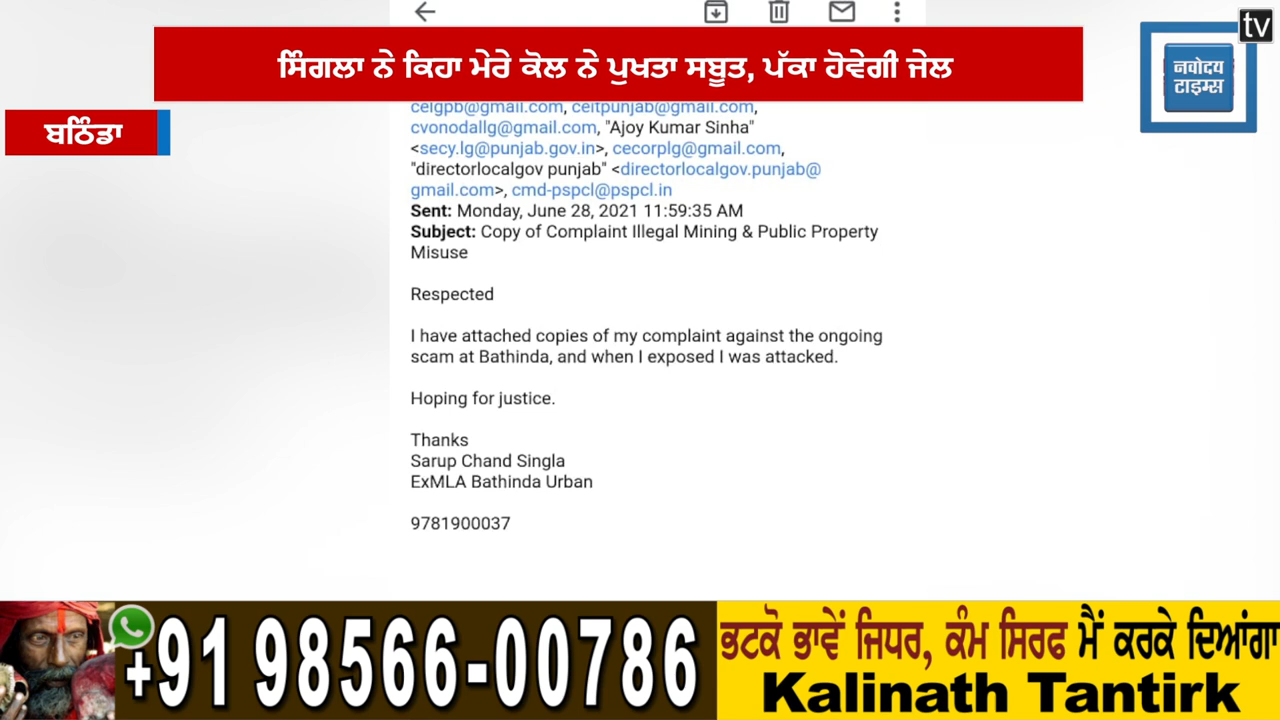 tv
ਸਿੰਗਲਾ ਨੇ ਕਿਹਾ ਮੇਰੇ ਕੋਲ ਨੇ ਪੁਖਤਾ ਸਬੂਤ, ਪੱਕਾ ਹੋਵੇਗੀ ਜੇਲ
नवोदय
टाइम्स
ਬਠਿੰਡਾ
celgpb@gmail.com, ceitpunjab@gmail.com,
cvonodallg@gmail.com, "Ajoy Kumar Sinha"
<secy.lg@punjab.gov.in>, cecorplg@gmail.com,
"directorlocalgov punjab" <directorlocalgov.punjab@
gmail.com>, cmd-pspcl@pspcl.in
Sent: Monday, June 28, 2021 11:59:35 AM
Subject: Copy of Complaint Illegal Mining & Public Property
Misuse
Respected
I have attached copies of my complaint against the ongoing
scam at Bathinda, and when I exposed I was attacked.
Hoping for justice.
Thanks
Sarup Chand Singla
ExMLA Bathinda Urban
9781900037
+91 98566-00786
ਭਟਕੋ ਭਾਵੇਂ ਜਿਧਰ, ਕੰਮ ਸਿਰਫ ਮੈਂ ਕਰਕੇ ਦਿਆਂਗਾ
Kalinath Tantirk